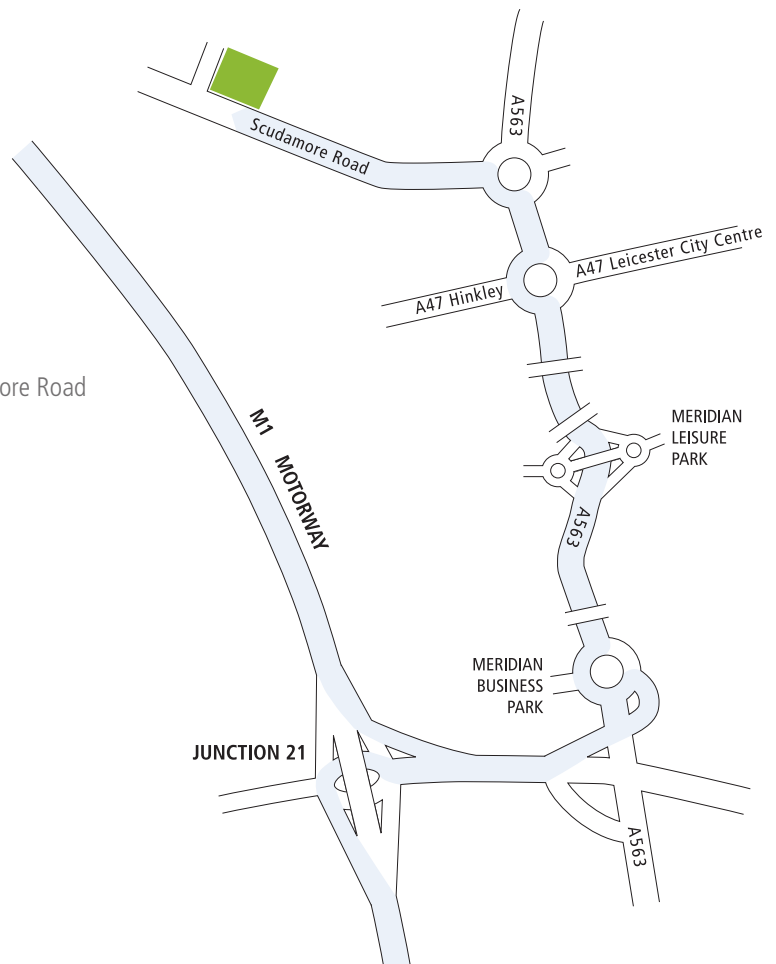 A563
Scudamore Road
A47 Leicester City Centre
A47 Hinkley
ore Road
M1 MOTORWAY
MERIDIAN
LEISURE
PARK
A563
MERIDIAN
BUSINESS
PARK
JUNCTION 21
A563